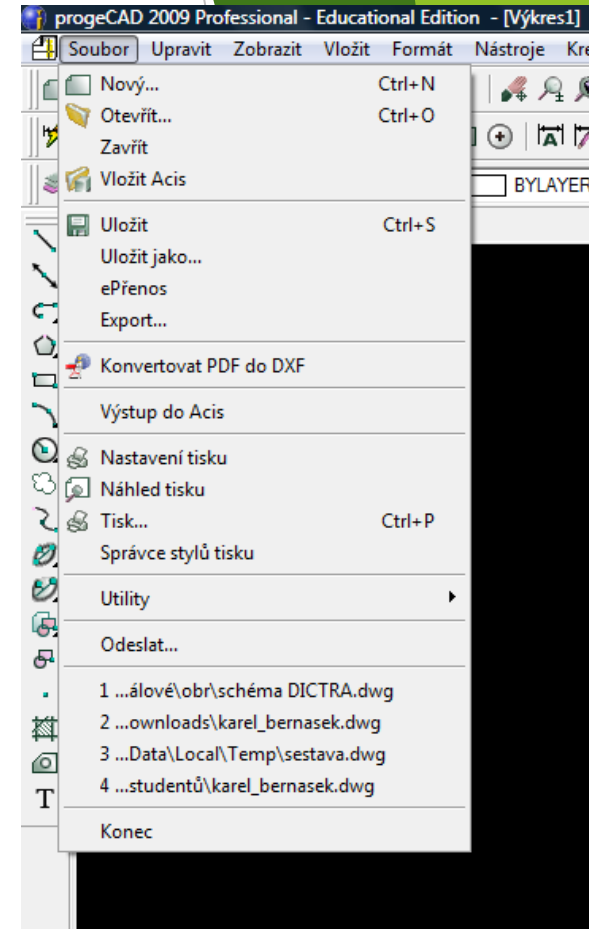 progeCAD 2009 Professional - Educational Edition - [Výkres1]
Soubor Upravit Zobrazit Vložit Formát Nástroje Kre
Nový... Ctrl+N
Otevřít... Ctrl+O
Zavřít
Vložit Acis
BYLAYER
Uložit Ctrl+S
Uložit jako...
ePřenos
Export...
Konvertovat PDF do DXF
Výstup do Acis
Nastavení tisku
Náhled tisku
Tisk... Ctrl+P
Správce stylů tisku
Utility
Odeslat...
1 ...álové\obr\schéma DICTRA.dwg
2 ...ownloads\karel_bernasek.dwg
3 ...Data\Local\Temp\sestava.dwg
4 ...studentů\karel_bernasek.dwg
T
Konec